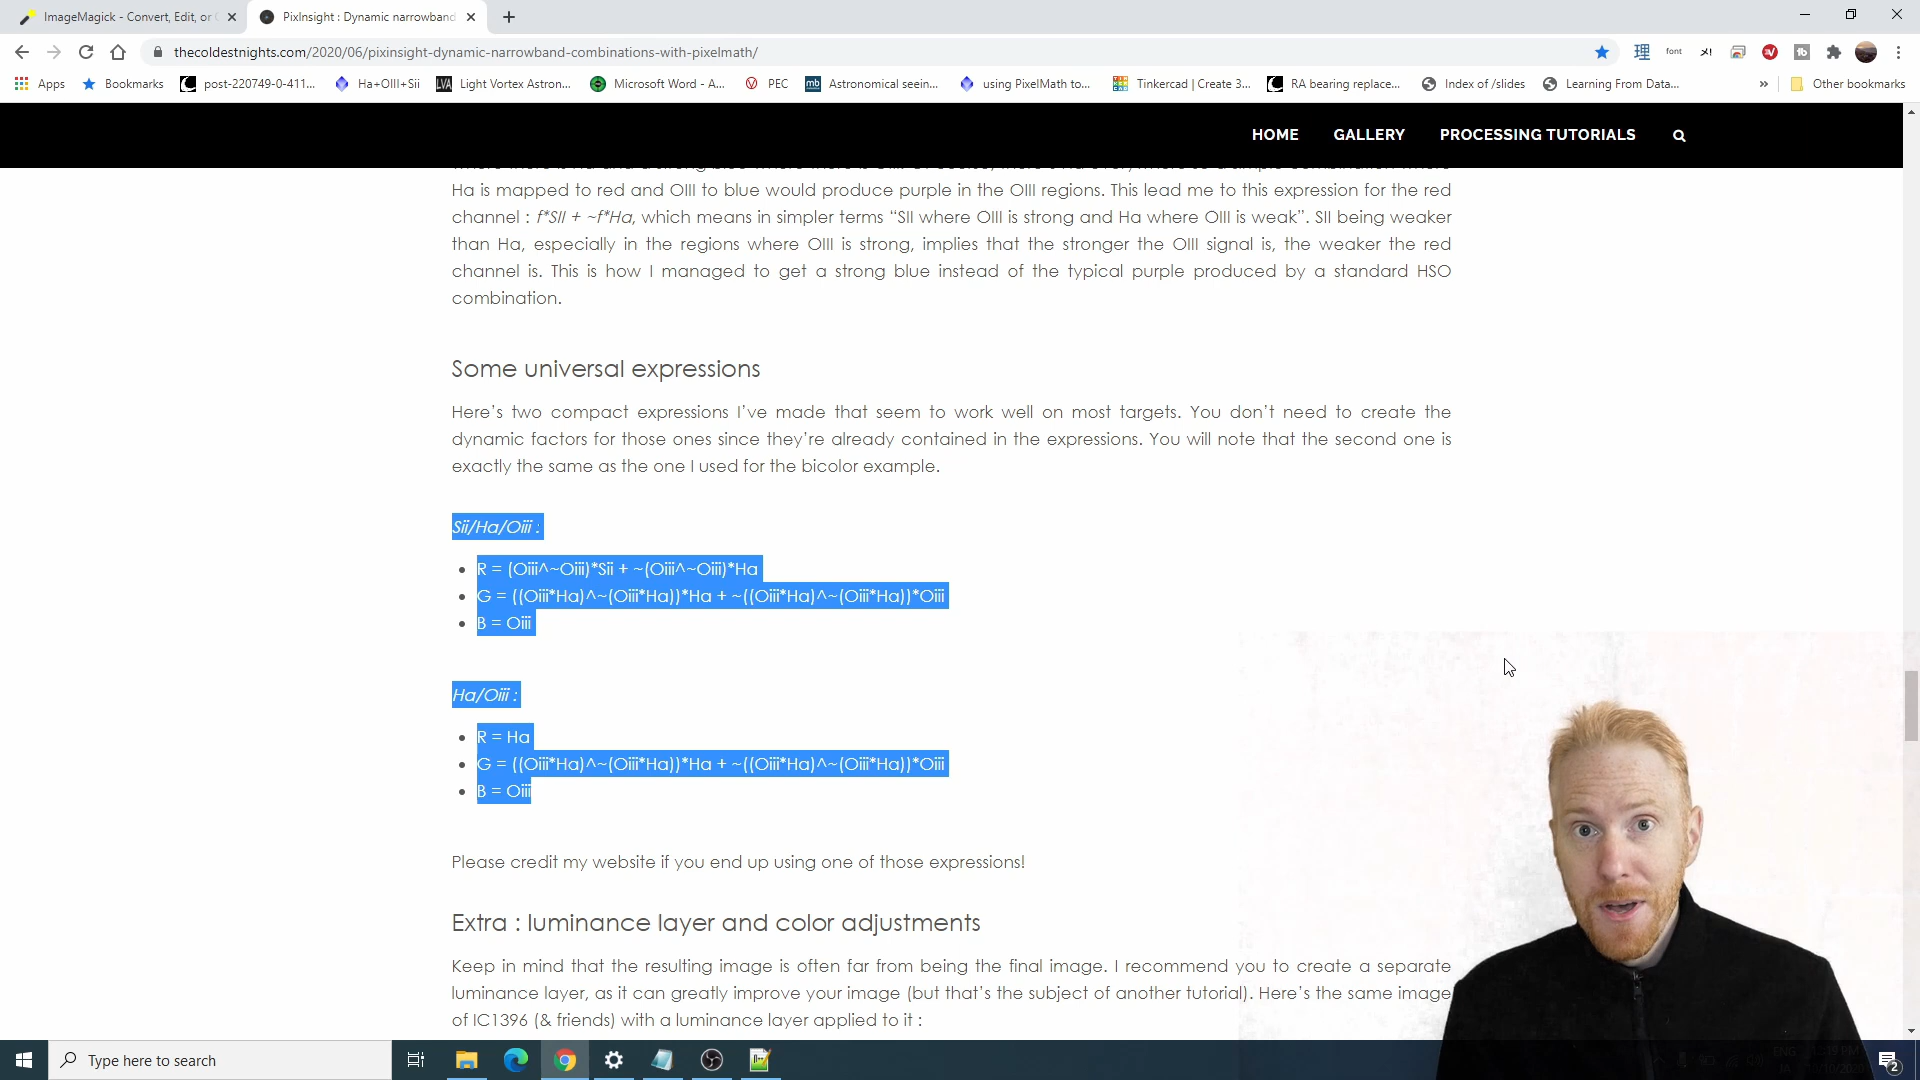 ImageMagick - Convert, Edit, or
PixInsight : Dynamic narrowband
thecoldestnights.com/2020/06/pixinsight-dynamic-narrowband-combinations-with-pixelmath/
font
Apps
Bookmarks
post-220749-0-411...
Ha+OIII+Sii
LVA
Light Vortex Astron...
Microsoft Word - A...
PEC
mb
Astronomical seein...
using PixelMath to...
Tinkercad | Create 3...
RA bearing replace...
Index of /slides
Learning From Data...
»
Other bookmarks
HOME
GALLERY
PROCESSING TUTORIALS
Ha is mapped to red and OIII to blue would produce purple in the OIII regions. This lead me to this expression for the red
channel : f*SII + ~f*Ha, which means in simpler terms “SII where OIII is strong and Ha where OIII is weak”. SII being weaker
than Ha, especially in the regions where OIII is strong, implies that the stronger the OIII signal is, the weaker the red
channel is. This is how I managed to get a strong blue instead of the typical purple produced by a standard HSO
combination.
Some universal expressions
Here’s two compact expressions I’ve made that seem to work well on most targets. You don’t need to create the
dynamic factors for those ones since they’re already contained in the expressions. You will note that the second one is
exactly the same as the one I used for the bicolor example.
Sii/Ha/Oiii :
• R = (Oiii^~Oiii)*Sii + ~(Oiii^~Oiii)*Ha
• G = ((Oiii*Ha)^~(Oiii*Ha))*Ha + ~((Oiii*Ha)^~(Oiii*Ha))*Oiii
• B = Oiii
Ha/Oiii :
• R = Ha
• G = ((Oiii*Ha)^~(Oiii*Ha))*Ha + ~((Oiii*Ha)^~(Oiii*Ha))*Oiii
• B = Oiii
Please credit my website if you end up using one of those expressions!
Extra : luminance layer and color adjustments
Keep in mind that the resulting image is often far from being the final image. I recommend you to create a separate
luminance layer, as it can greatly improve your image (but that’s the subject of another tutorial). Here’s the same image
of IC1396 (& friends) with a luminance layer applied to it :
Type here to search
2